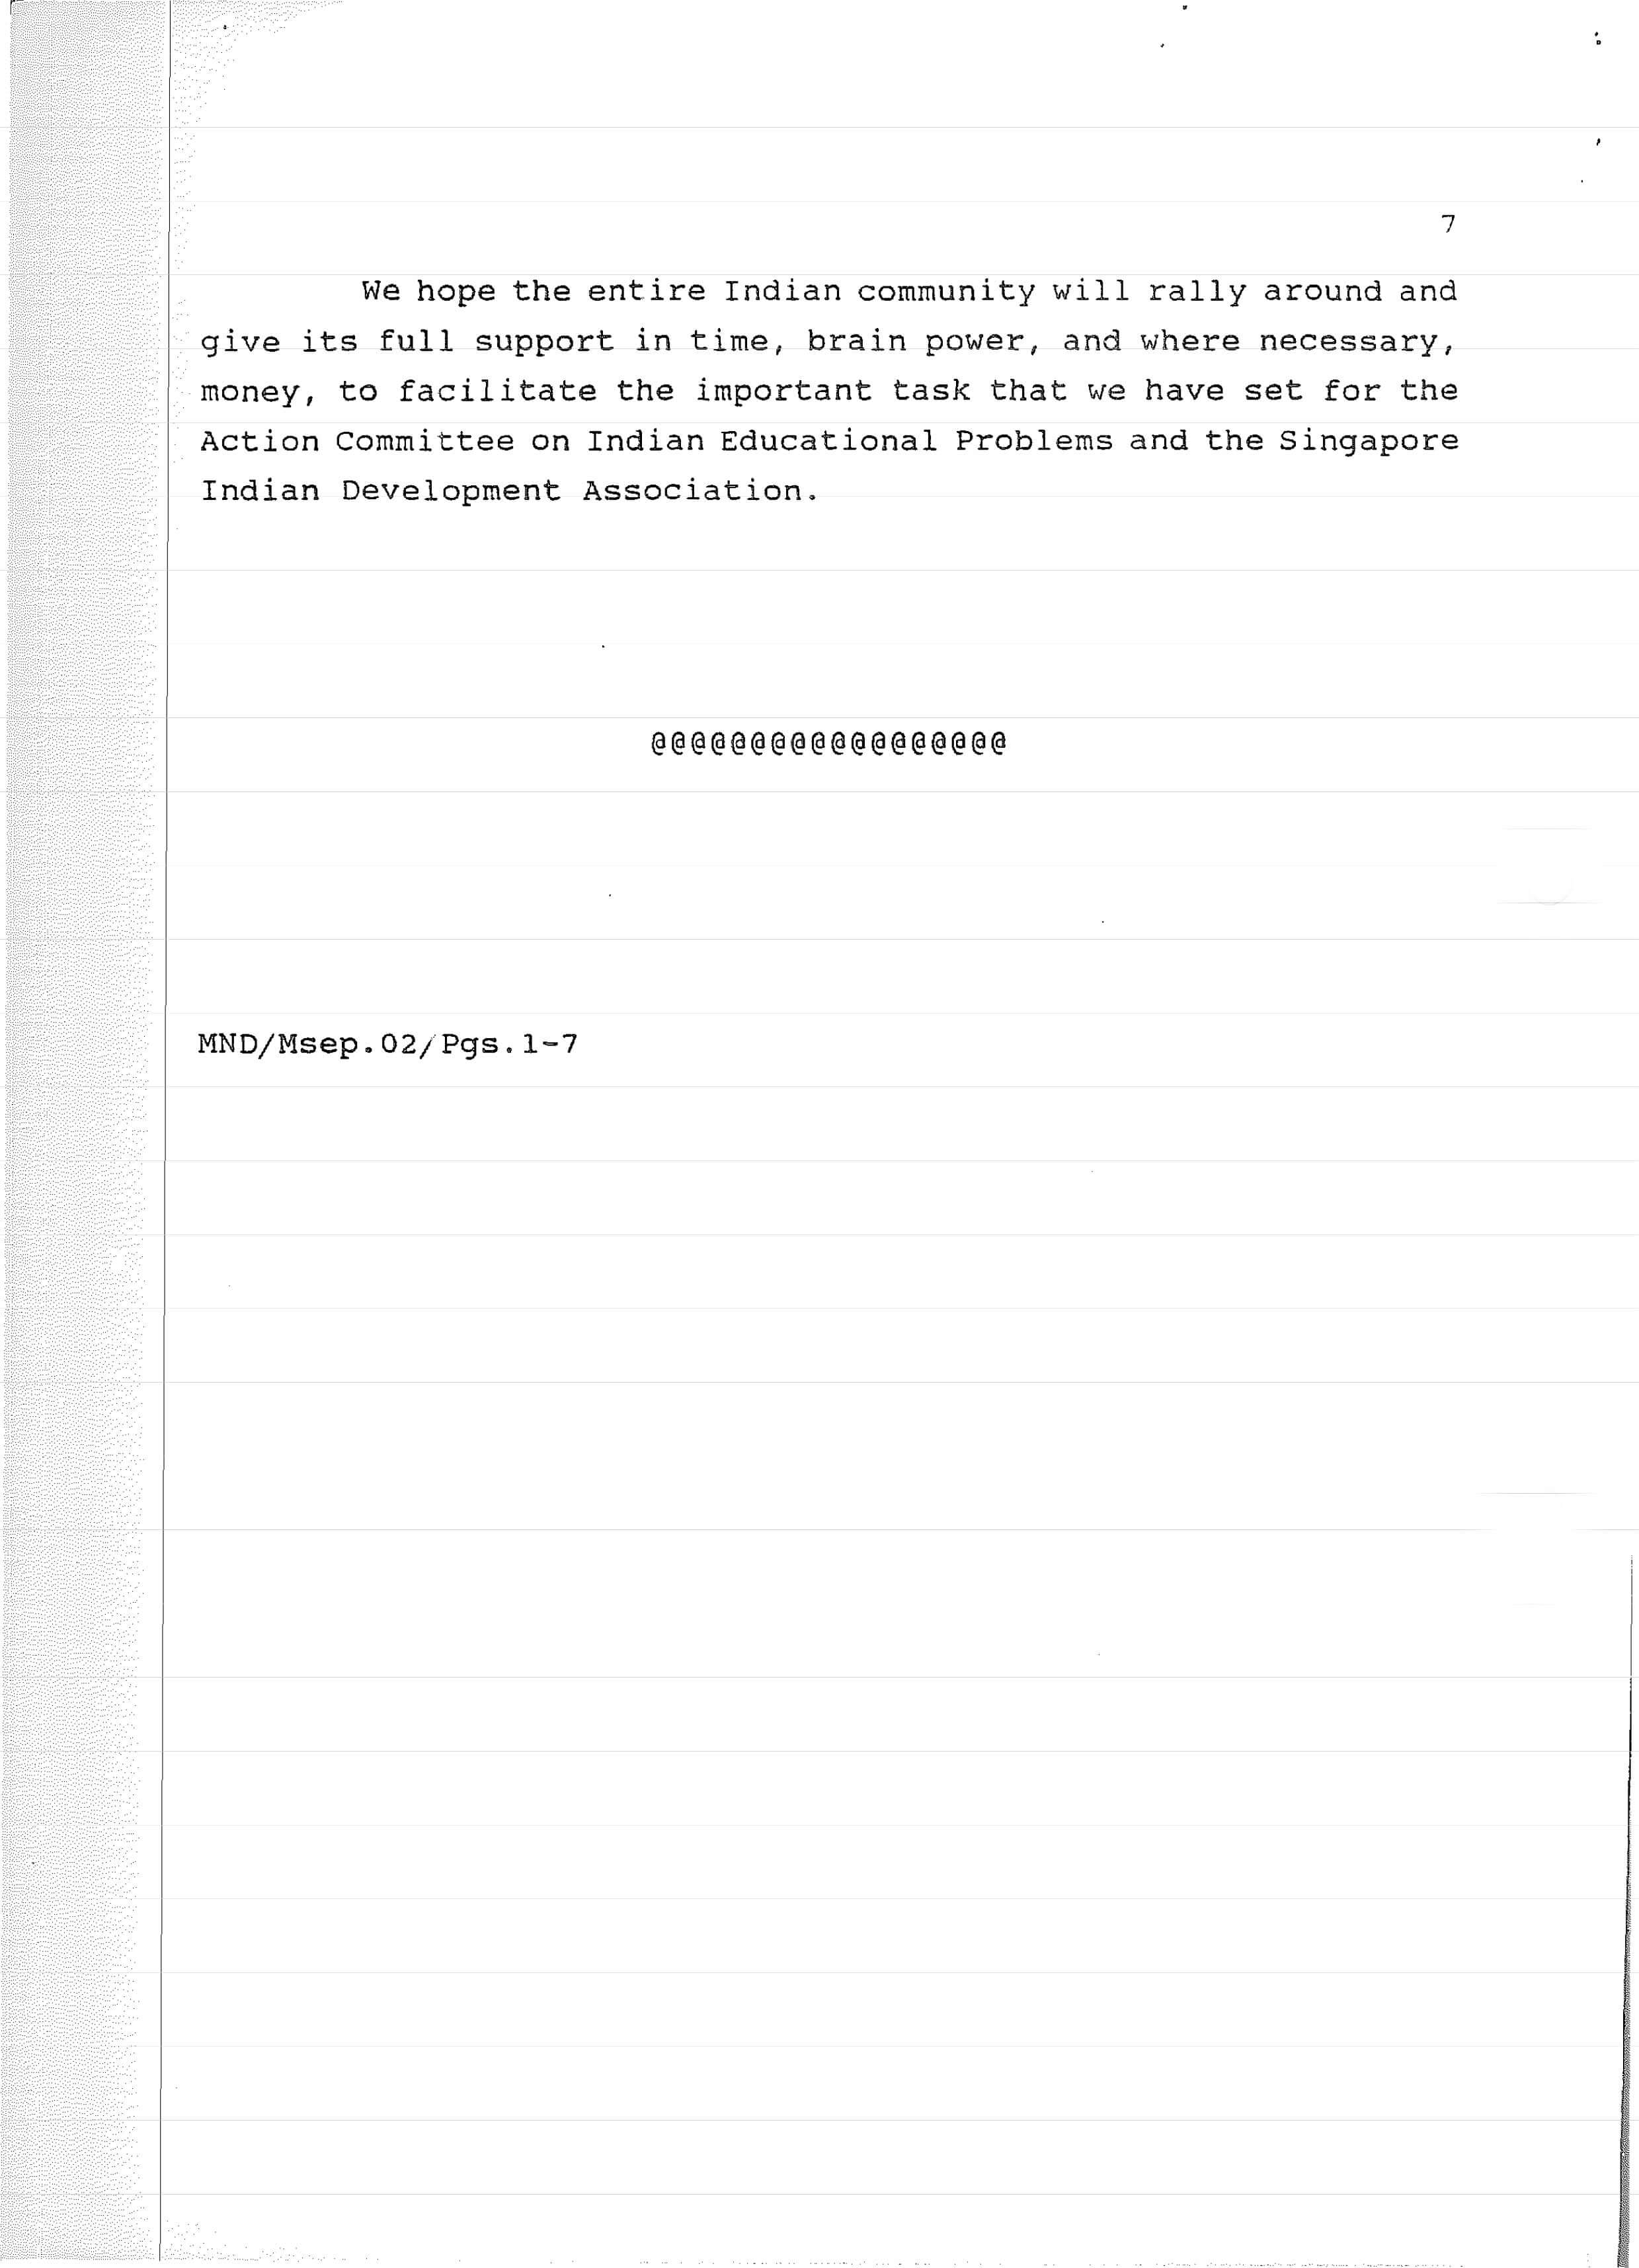 7
We hope the entire Indian community will rally around and
give its full support in time, brain power, and where necessary,
money, to facilitate the important task that we have set for the
Action Committee on Indian Educational Problems and the Singapore
Indian Development Association.
@@@@@@@@@@@@@@@@@@
MND/Msep.02/Pgs.1-7